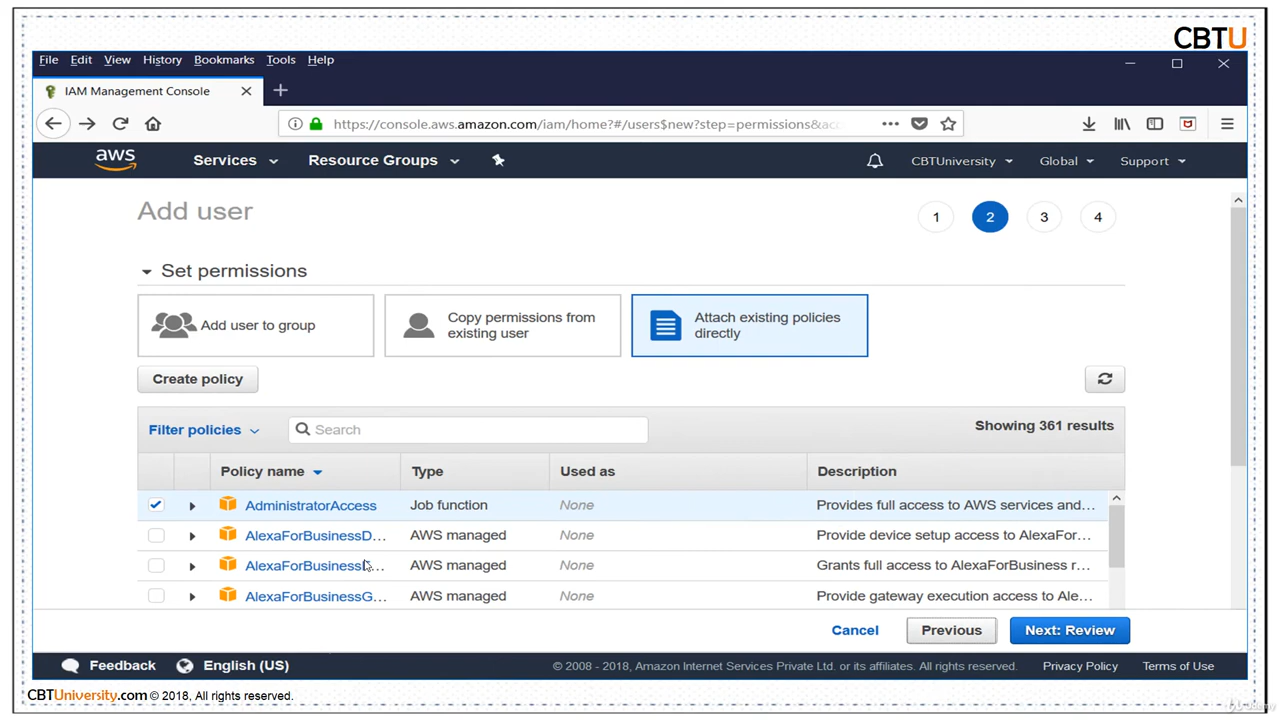 CBTU
File Edit View History Bookmarks Tools Help
IAM Management Console
https://console.aws.amazon.com/iam/home?#/users$new?step=permissions&acc
aws Services Resource Groups CBTUniversity Global Support
Add user 1 2 3 4
Set permissions
Add user to group
Copy permissions from
existing user
Attach existing policies
directly
Create policy
Filter policies Search Showing 361 results
Policy name Type Used as Description
AdministratorAccess Job function None Provides full access to AWS services and...
AlexaForBusinessD... AWS managed None Provide device setup access to AlexaFor...
AlexaForBusiness... AWS managed None Grants full access to AlexaForBusiness r...
AlexaForBusinessG... AWS managed None Provide gateway execution access to Ale...
Cancel Previous Next: Review
Feedback English (US) © 2008 - 2018, Amazon Internet Services Private Ltd. or its affiliates. All rights reserved. Privacy Policy Terms of Use
CBTUniversity.com © 2018, All rights reserved.